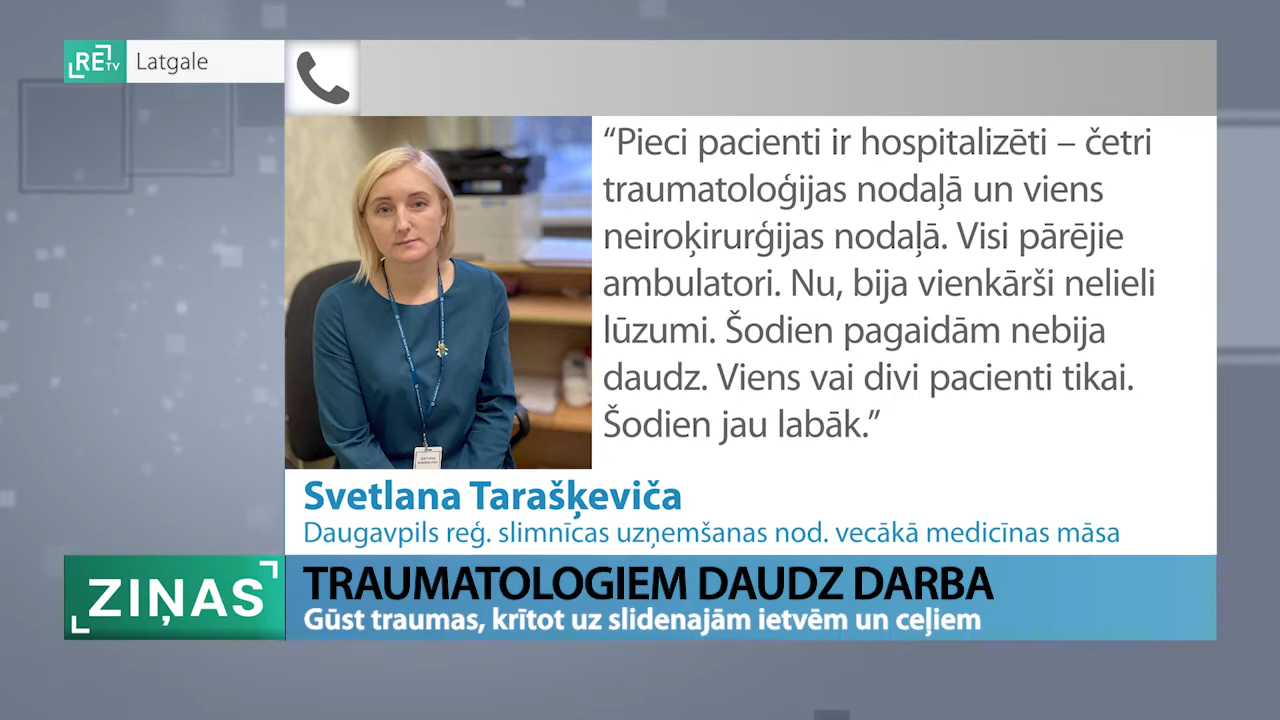 RE TV
Latgale
“Pieci pacienti ir hospitalizēti – četri
traumatoloģijas nodaļā un viens
neiroķirurģijas nodaļā. Visi pārējie
ambulatori. Nu, bija vienkārši nelieli
lūzumi. Šodien pagaidām nebija
daudz. Viens vai divi pacienti tikai.
Šodien jau labāk.”
Svetlana Tarašķeviča
Daugavpils reģ. slimnīcas uzņemšanas nod. vecākā medicīnas māsa
ZIŅAS
TRAUMATOLOGIEM DAUDZ DARBA
Gūst traumas, krītot uz slidenajām ietvēm un ceļiem